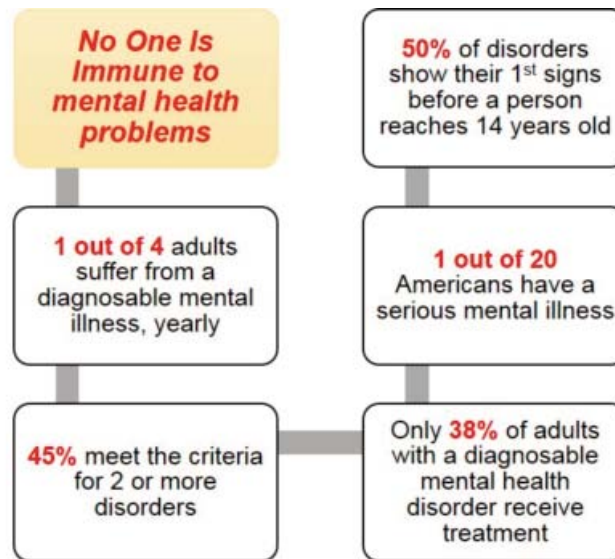 No One Is
Immune to
mental health
problems
1 out of 4 adults
suffer from a
diagnosable mental
illness, yearly
45% meet the criteria
for 2 or more
disorders
Only 38% of adults
with a diagnosable
mental health
disorder receive
treatment
1 out of 20
Americans have a
serious mental illness
50% of disorders
show their 1st signs
before a person
reaches 14 years old